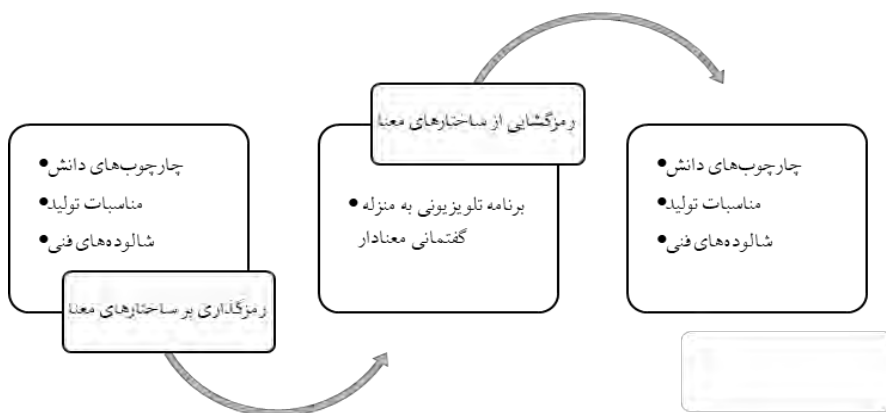 رمزگشایی از ساختارهای معنا
• چارچوب‌های دانش
• مناسبات تولید
• شالوده‌های فنی
رمزگذاری بر ساختارهای معنا
• برنامه تلویزیونی به منزله
گفتمانی معنادار
• چارچوب‌های دانش
• مناسبات تولید
• شالوده‌های فنی